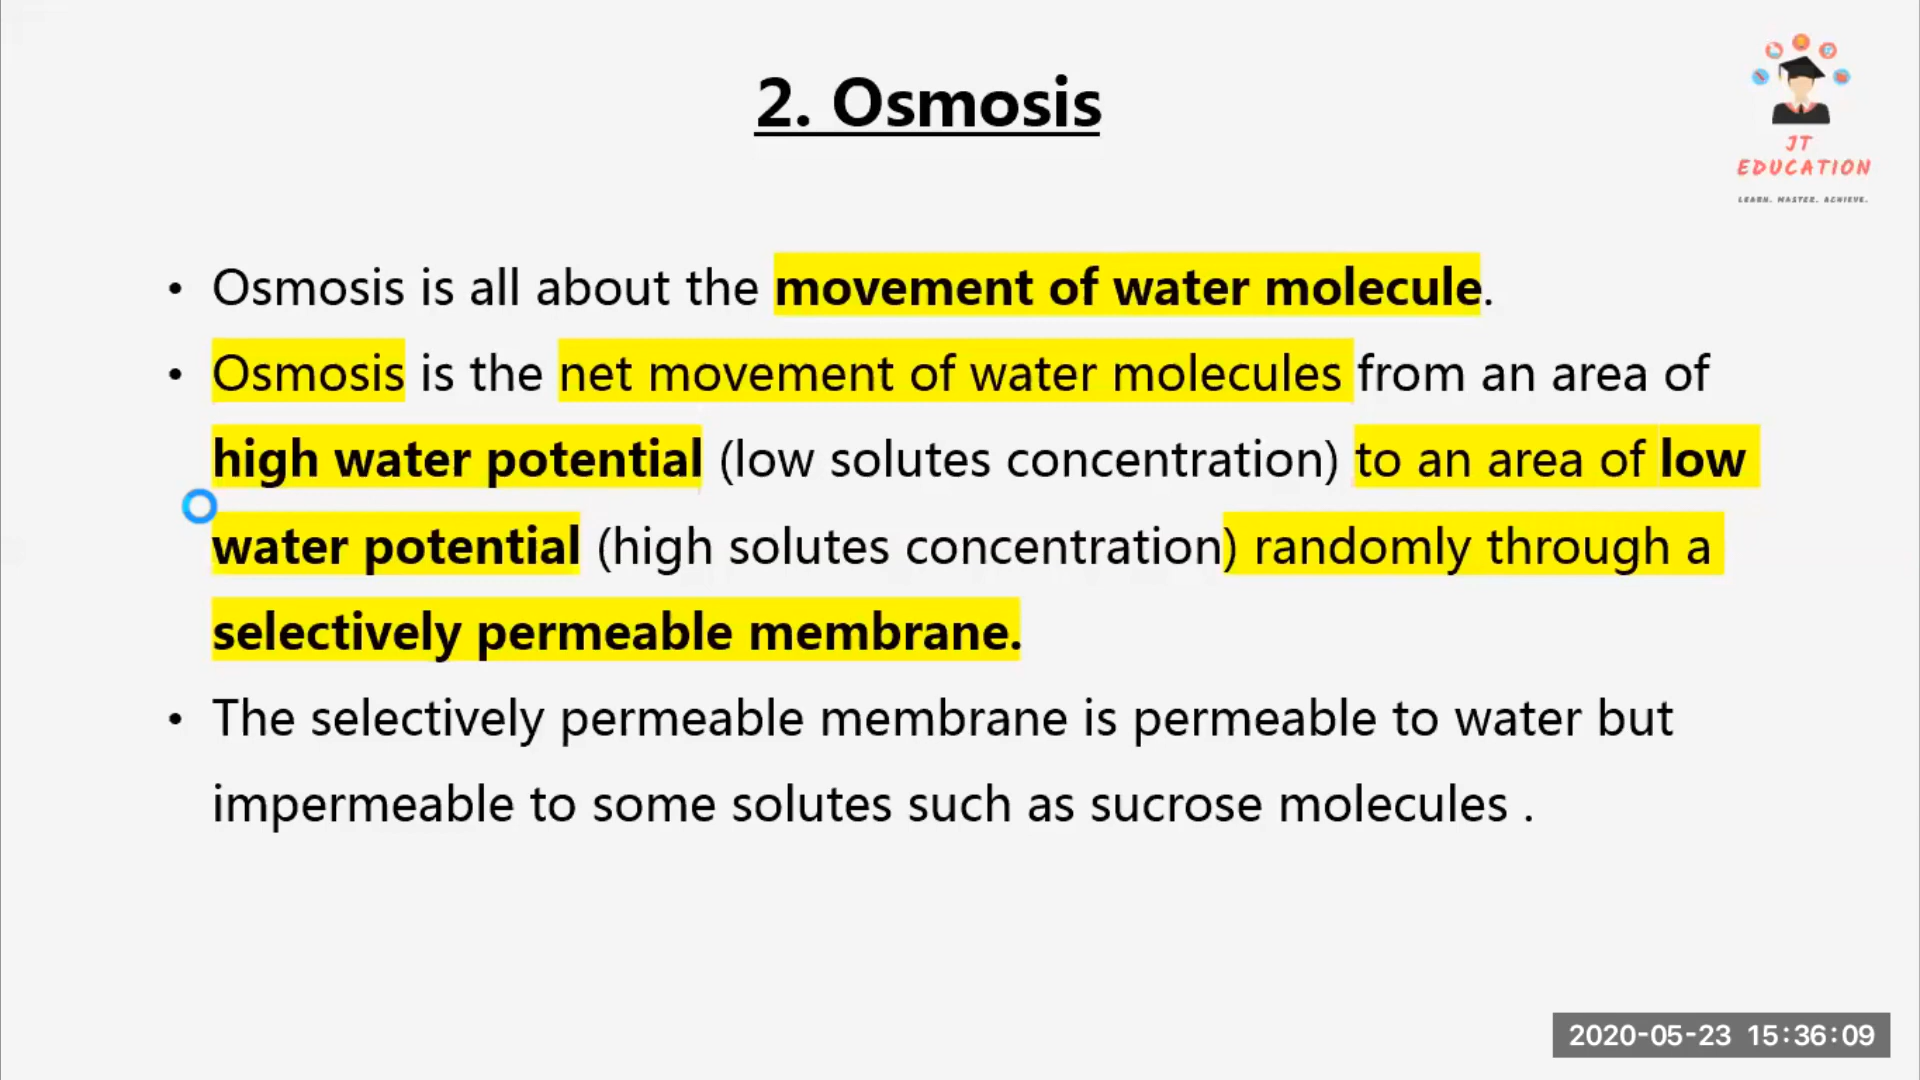 2. Osmosis
JT
EDUCATION
LEARN. MASTER. ACHIEVE.
• Osmosis is all about the movement of water molecule.
• Osmosis is the net movement of water molecules from an area of
high water potential (low solutes concentration) to an area of low
water potential (high solutes concentration) randomly through a
selectively permeable membrane.
• The selectively permeable membrane is permeable to water but
impermeable to some solutes such as sucrose molecules .
2020-05-23 15:36:09